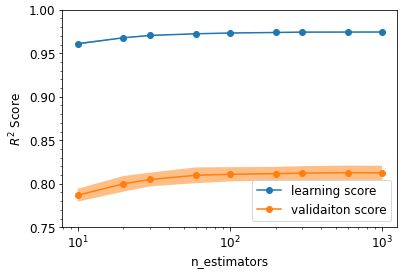 1.00
0.95
0.90
0.85
0.80
0.75
R² Score
10¹
10²
10³
n_estimators
learning score
validaiton score